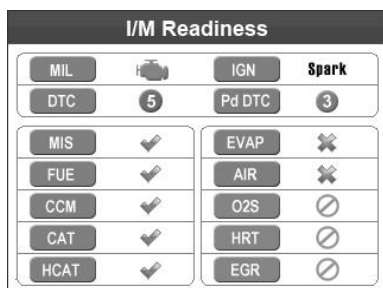 I/M Readiness
MIL IGN Spark
DTC 5 Pd DTC 3
MIS EVAP
FUE AIR
CCM O2S
CAT HRT
HCAT EGR